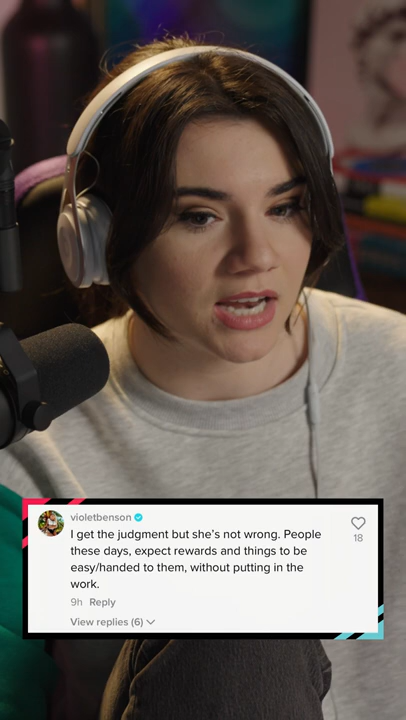 violetbenson
I get the judgment but she's not wrong. People
these days, expect rewards and things to be
easy/handed to them, without putting in the
work.
18
9h Reply
View replies (6)